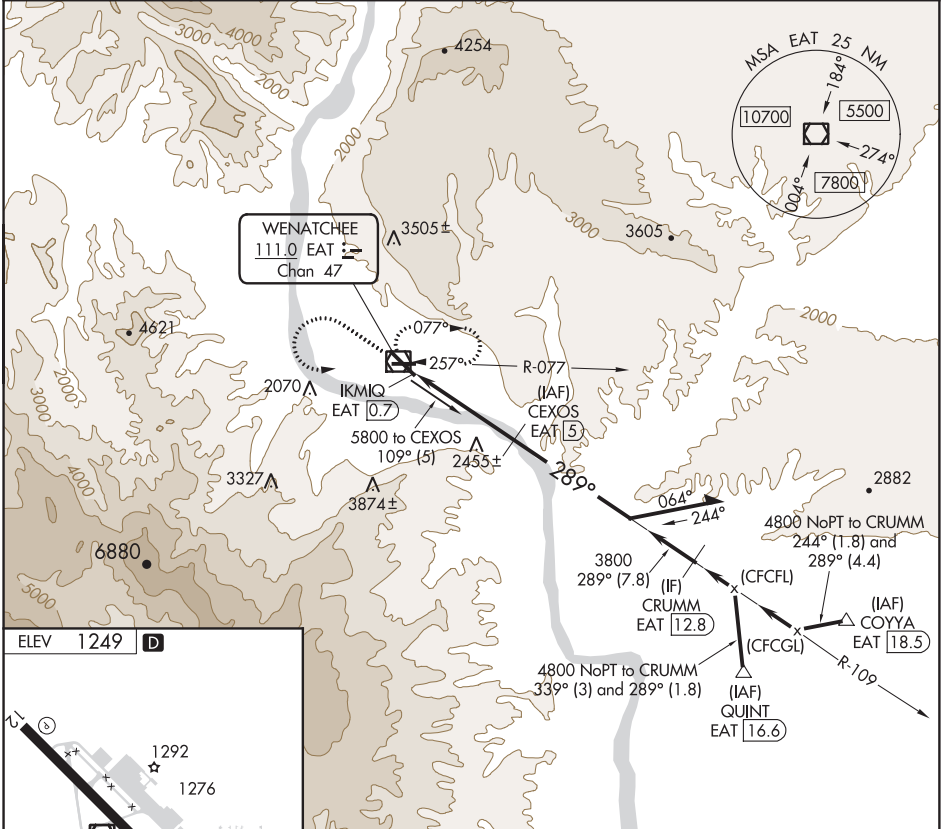 3000
4000
2000
4254
2000
MSA EAT 25 NM
184°
10700
5500
274°
004°
7800
WENATCHEE
111.0 EAT
Chan 47
3505±
3000
3605
2000
4621
077°
257°
R-077
2070
IKMIQ
EAT 0.7
(IAF)
CEXOS
EAT 5
3000
5800 to CEXOS
109° (5)
2455±
289°
4000
3327
3874±
064°
244°
2882
4800 NoPT to CRUMM
244° (1.8) and
289° (4.4)
6880
3800
289° (7.8)
(IF)
CRUMM
EAT 12.8
(CFCFL)
(IAF)
COYYA
EAT 18.5
5000
(CFCGL)
R-109
4800 NoPT to CRUMM
339° (3) and 289° (1.8)
(IAF)
QUINT
EAT 16.6
ELEV 1249 D
12
P
1292
1276